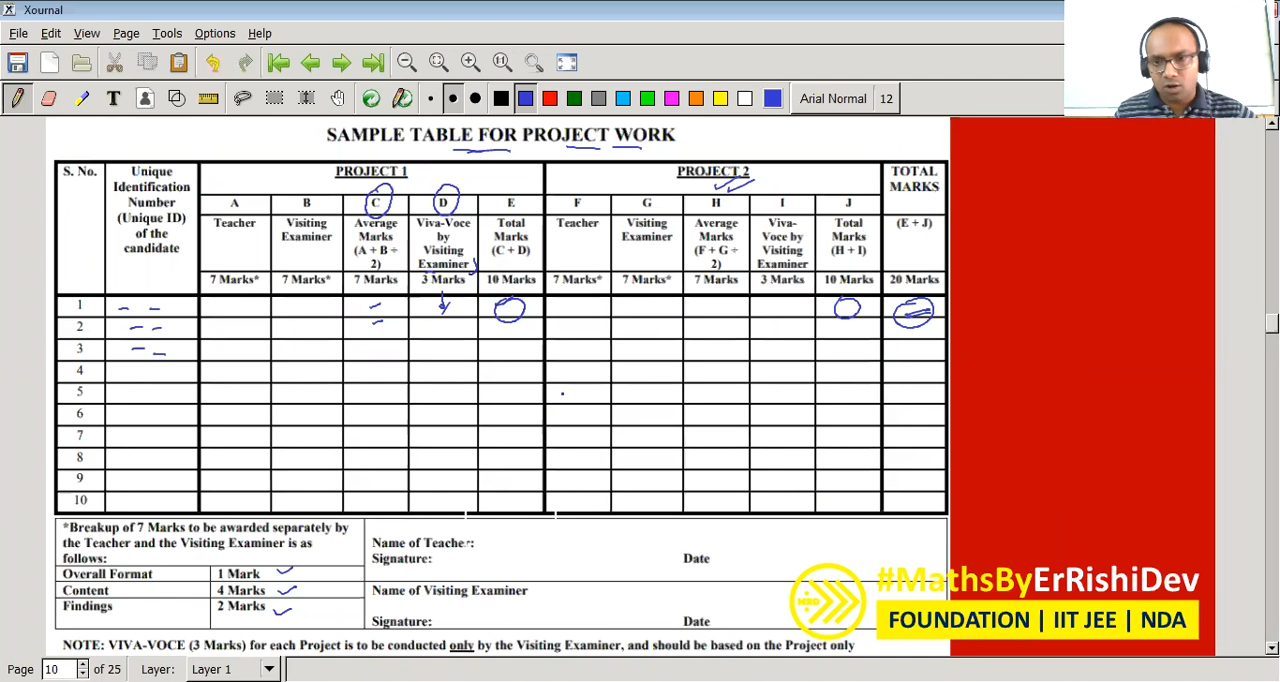 Xournal
File Edit View Page Tools Options Help
Arial Normal 12
SAMPLE TABLE FOR PROJECT WORK
S. No. Unique Identification Number (Unique ID) of the candidate PROJECT 1 PROJECT 2 TOTAL MARKS
A B C D E F G H I J
Teacher Visiting Examiner Average Marks (A + B ÷ 2) Viva-Voce by Visiting Examiner Total Marks (C + D) Teacher Visiting Examiner Average Marks (F + G ÷ 2) Viva-Voce by Visiting Examiner Total Marks (H + I) (E + J)
7 Marks* 7 Marks* 7 Marks 3 Marks 10 Marks 7 Marks* 7 Marks* 7 Marks 3 Marks 10 Marks 20 Marks
1
2
3
4
5
6
7
8
9
10
*Breakup of 7 Marks to be awarded separately by
the Teacher and the Visiting Examiner is as
follows:
Overall Format 1 Mark
Content 4 Marks
Findings 2 Marks
Name of Teacher:
Signature: Date
Name of Visiting Examiner
Signature: Date
NOTE: VIVA-VOCE (3 Marks) for each Project is to be conducted only by the Visiting Examiner, and should be based on the Project only
MRD
#MathsByErRishiDev
FOUNDATION | IIT JEE | NDA
Page 10 of 25 Layer: Layer 1